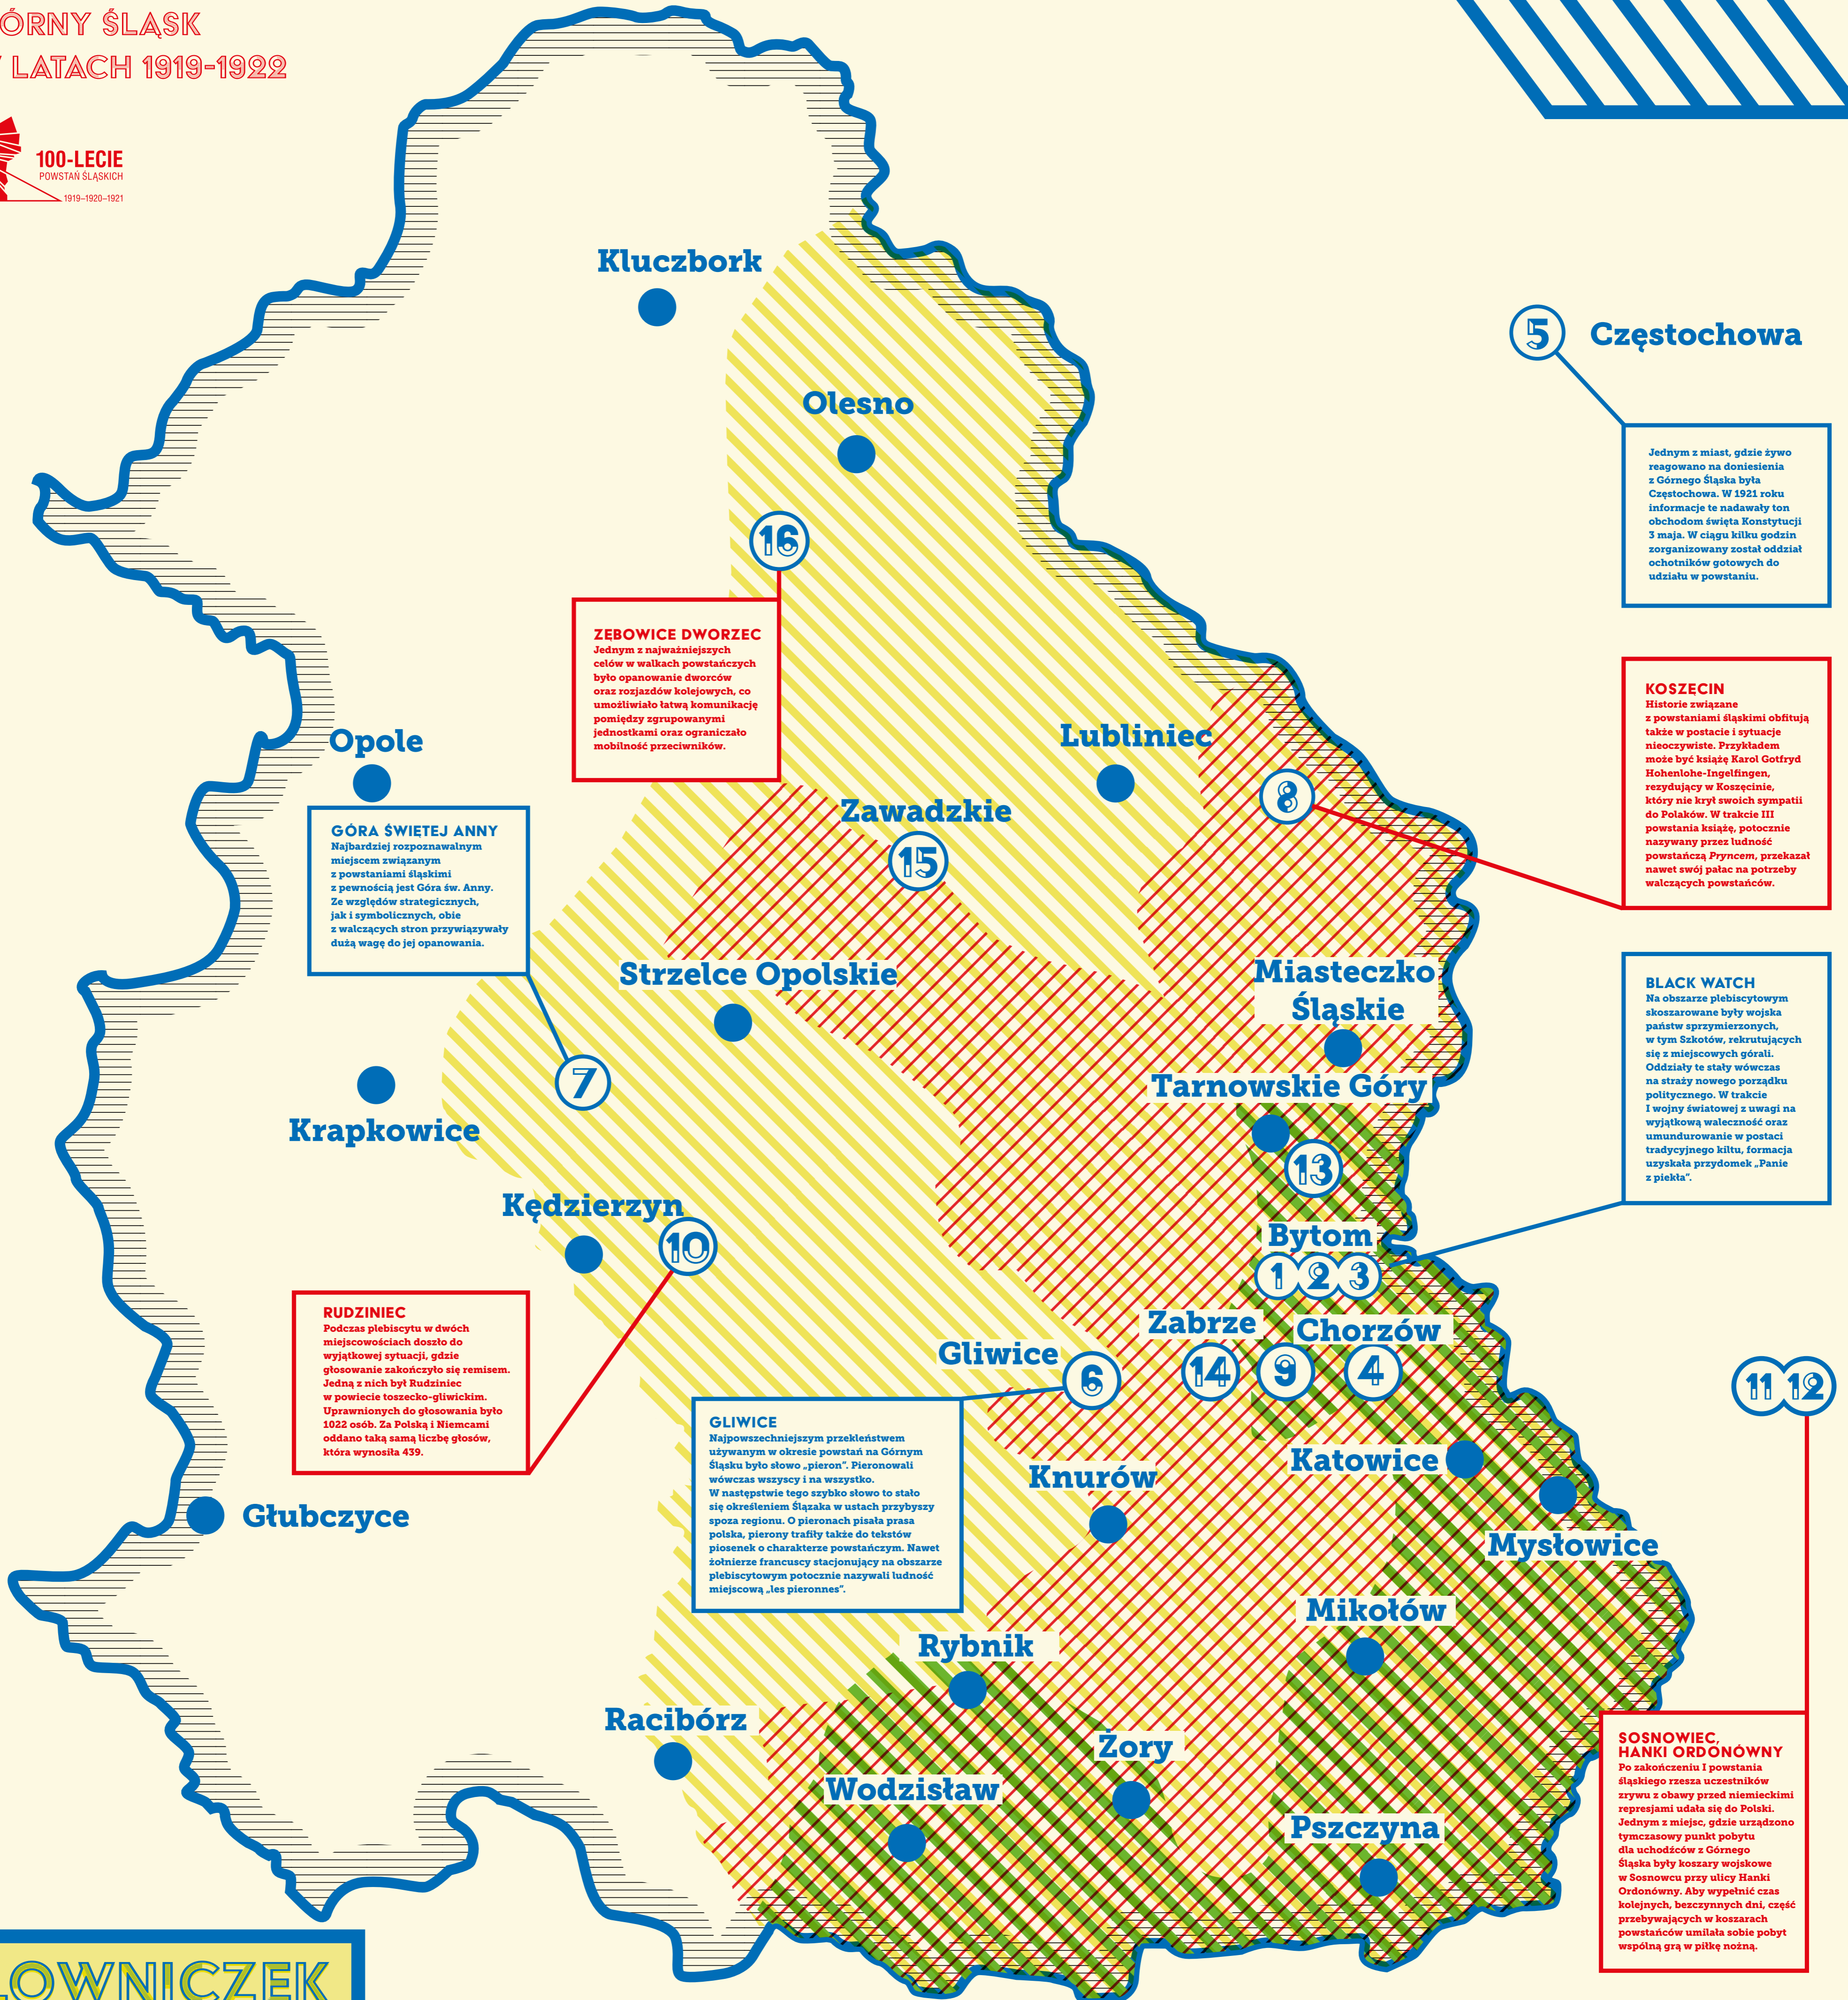 ÓRNY ŚLĄSK
LATACH 1919-1922
100-LECIE
POWSTAŃ ŚLĄSKICH
1919–1920–1921
Kluczbork
5
Częstochowa
Olesno
Jednym z miast, gdzie żywo
reagowano na doniesienia
z Górnego Śląska była
Częstochowa. W 1921 roku
informacje te nadawały ton
obchodom święta Konstytucji
3 maja. W ciągu kilku godzin
zorganizowany został oddział
ochotników gotowych do
udziału w powstaniu.
16
ZĘBOWICE DWORZEC
Jednym z najważniejszych
celów w walkach powstańczych
było opanowanie dworców
oraz rozjazdów kolejowych, co
umożliwiało łatwą komunikację
pomiędzy zgrupowanymi
jednostkami oraz ograniczało
mobilność przeciwników.
KOSZĘCIN
Historie związane
z powstaniami śląskimi obfitują
także w postacie i sytuacje
nieoczywiste. Przykładem
może być książę Karol Gotfryd
Hohenlohe-Ingelfingen,
rezydujący w Koszęcinie,
który nie krył swoich sympatii
do Polaków. W trakcie III
powstania książę, potocznie
nazywany przez ludność
powstańczą Pryncem, przekazał
nawet swój pałac na potrzeby
walczących powstańców.
Opole
Lubliniec
8
Zawadzkie
15
GÓRA ŚWIĘTEJ ANNY
Najbardziej rozpoznawalnym
miejscem związanym
z powstaniami śląskimi
z pewnością jest Góra św. Anny.
Ze względów strategicznych,
jak i symbolicznych, obie
z walczących stron przywiązywały
dużą wagę do jej opanowania.
Strzelce Opolskie
Miasteczko
Śląskie
BLACK WATCH
Na obszarze plebiscytowym
skoszarowane były wojska
państw sprzymierzonych,
w tym Szkotów, rekrutujących
się z miejscowych górali.
Oddziały te stały wówczas
na straży nowego porządku
politycznego. W trakcie
I wojny światowej z uwagi na
wyjątkową waleczność oraz
umundurowanie w postaci
tradycyjnego kiltu, formacja
uzyskała przydomek „Panie
z piekła”.
7
Tarnowskie Góry
Krapkowice
13
Kędzierzyn
10
Bytom
1 2 3
RUDZINIEC
Podczas plebiscytu w dwóch
miejscowościach doszło do
wyjątkowej sytuacji, gdzie
głosowanie zakończyło się remisem.
Jedną z nich był Rudziniec
w powiecie toszecko-gliwickim.
Uprawnionych do głosowania było
1022 osób. Za Polską i Niemcami
oddano taką samą liczbę głosów,
która wynosiła 439.
Zabrze
Chorzów
Gliwice
6
14
9
4
11 12
GLIWICE
Najpowszechniejszym przekleństwem
używanym w okresie powstań na Górnym
Śląsku było słowo „pieron”. Pieronowali
wówczas wszyscy i na wszystko.
W następstwie tego szybko słowo to stało
się określeniem Ślązaka w ustach przybyszy
spoza regionu. O pieronach pisała prasa
polska, pierony trafiły także do tekstów
piosenek o charakterze powstańczym. Nawet
żołnierze francuscy stacjonujący na obszarze
plebiscytowym potocznie nazywali ludność
miejscową „les pieronnes”.
Katowice
Knurów
Głubczyce
Mysłowice
Mikołów
Rybnik
Racibórz
Żory
Wodzisław
Pszczyna
SOSNOWIEC,
HANKI ORDONÓWNY
Po zakończeniu I powstania
śląskiego rzesza uczestników
zrywu z obawy przed niemieckimi
represjami udała się do Polski.
Jednym z miejsc, gdzie urządzono
tymczasowy punkt pobytu
dla uchodźców z Górnego
Śląska były koszary wojskowe
w Sosnowcu przy ulicy Hanki
Ordonówny. Aby wypełnić czas
kolejnych, bezczynnych dni, część
przebywających w koszarach
powstańców umilała sobie pobyt
wspólną grą w piłkę nożną.
OWNICZEK